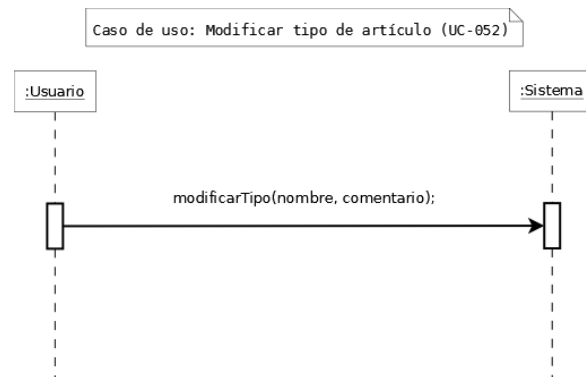 Caso de uso: Modificar tipo de artículo (UC-052)
:Usuario
:Sistema
modificarTipo(nombre, comentario);